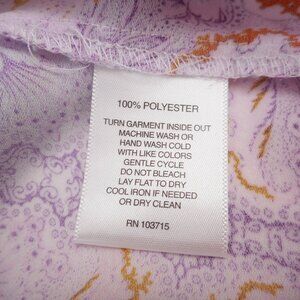 100% POLYESTER
TURN GARMENT INSIDE OUT
MACHINE WASH OR
HAND WASH COLD
WITH LIKE COLORS
GENTLE CYCLE
DO NOT BLEACH
LAY FLAT TO DRY
COOL IRON IF NEEDED
OR DRY CLEAN
RN 103715